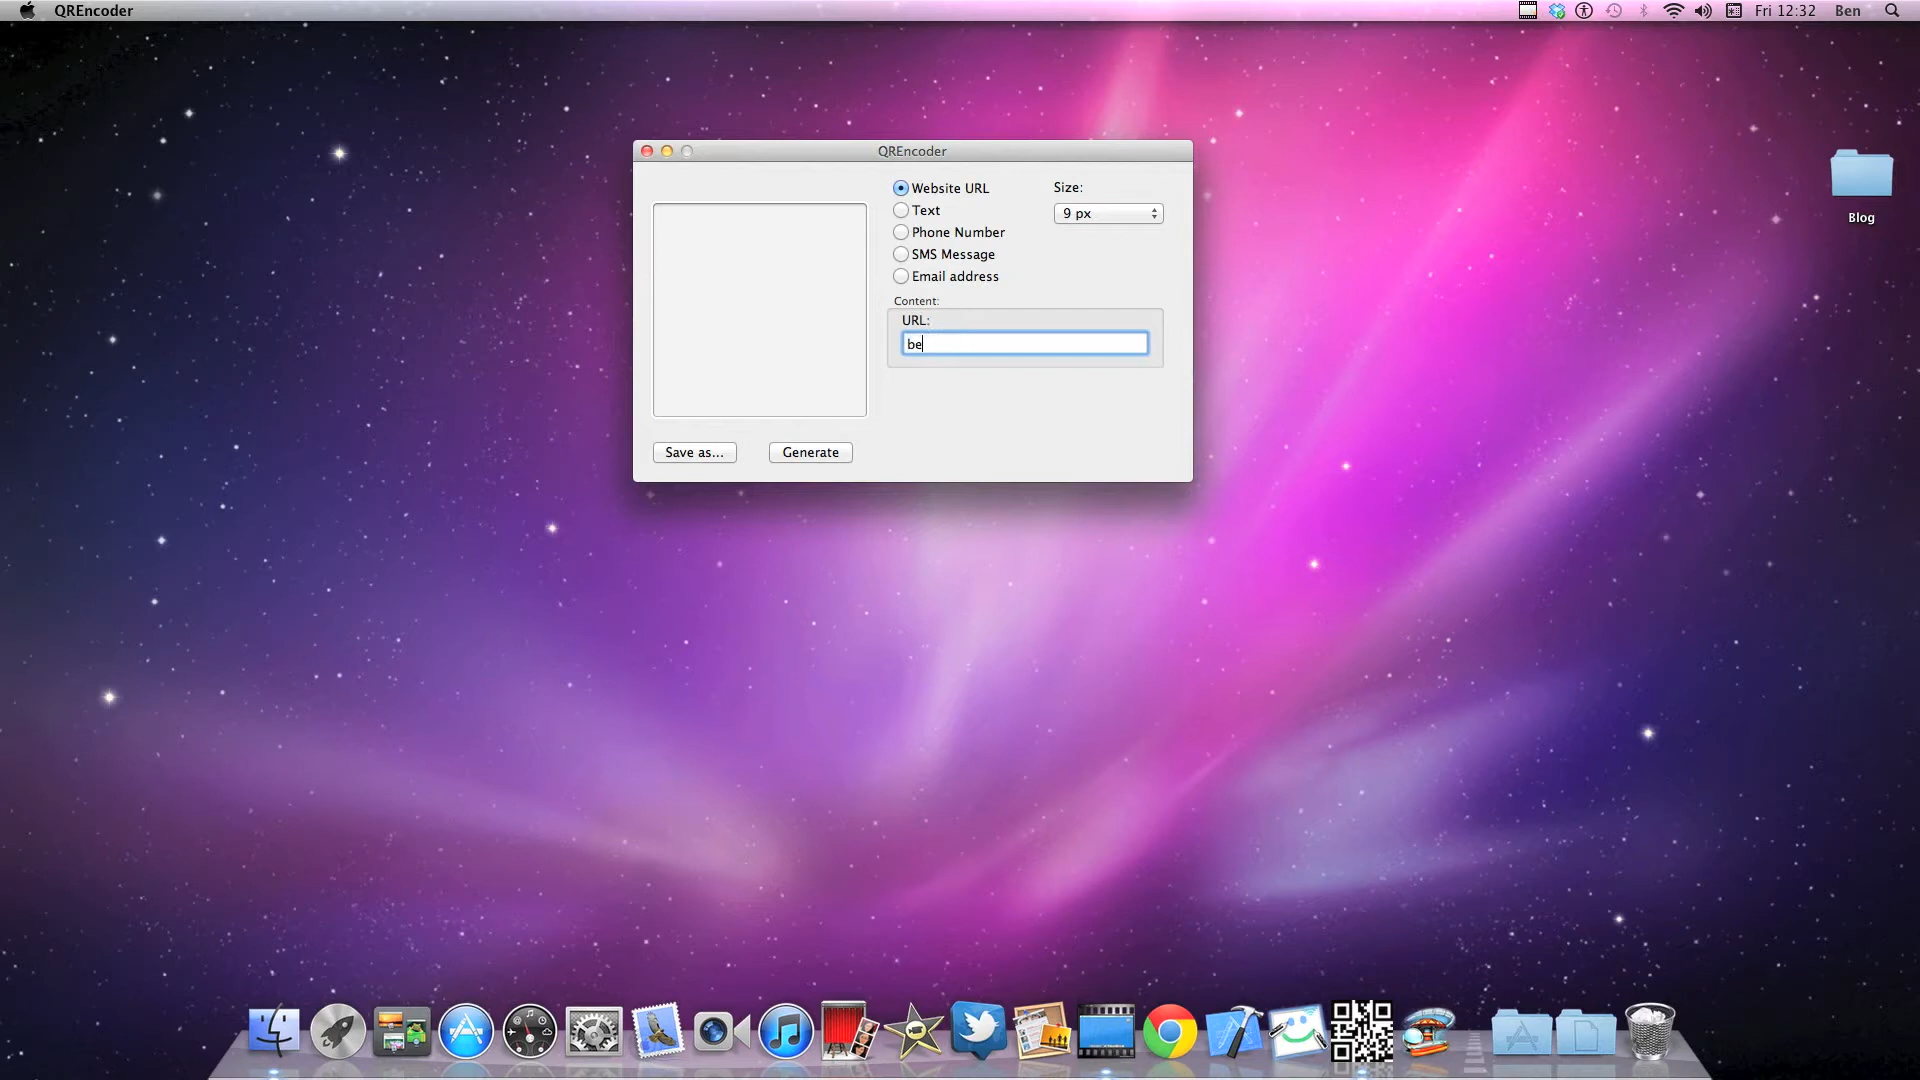 QREncoder
Fri 12:32
Ben
QREncoder
Website URL
Size:
Text
9 px
Phone Number
SMS Message
Email address
Content:
URL:
be
Save as...
Generate
Blog